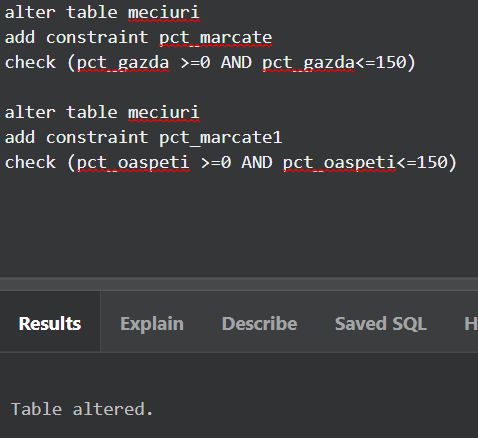 alter table meciuri
add constraint pct_marcate
check (pct_gazda >=0 AND pct_gazda<=150)
alter table meciuri
add constraint pct_marcate1
check (pct_oaspeti >=0 AND pct_oaspeti<=150)
Results Explain Describe Saved SQL H
Table altered.